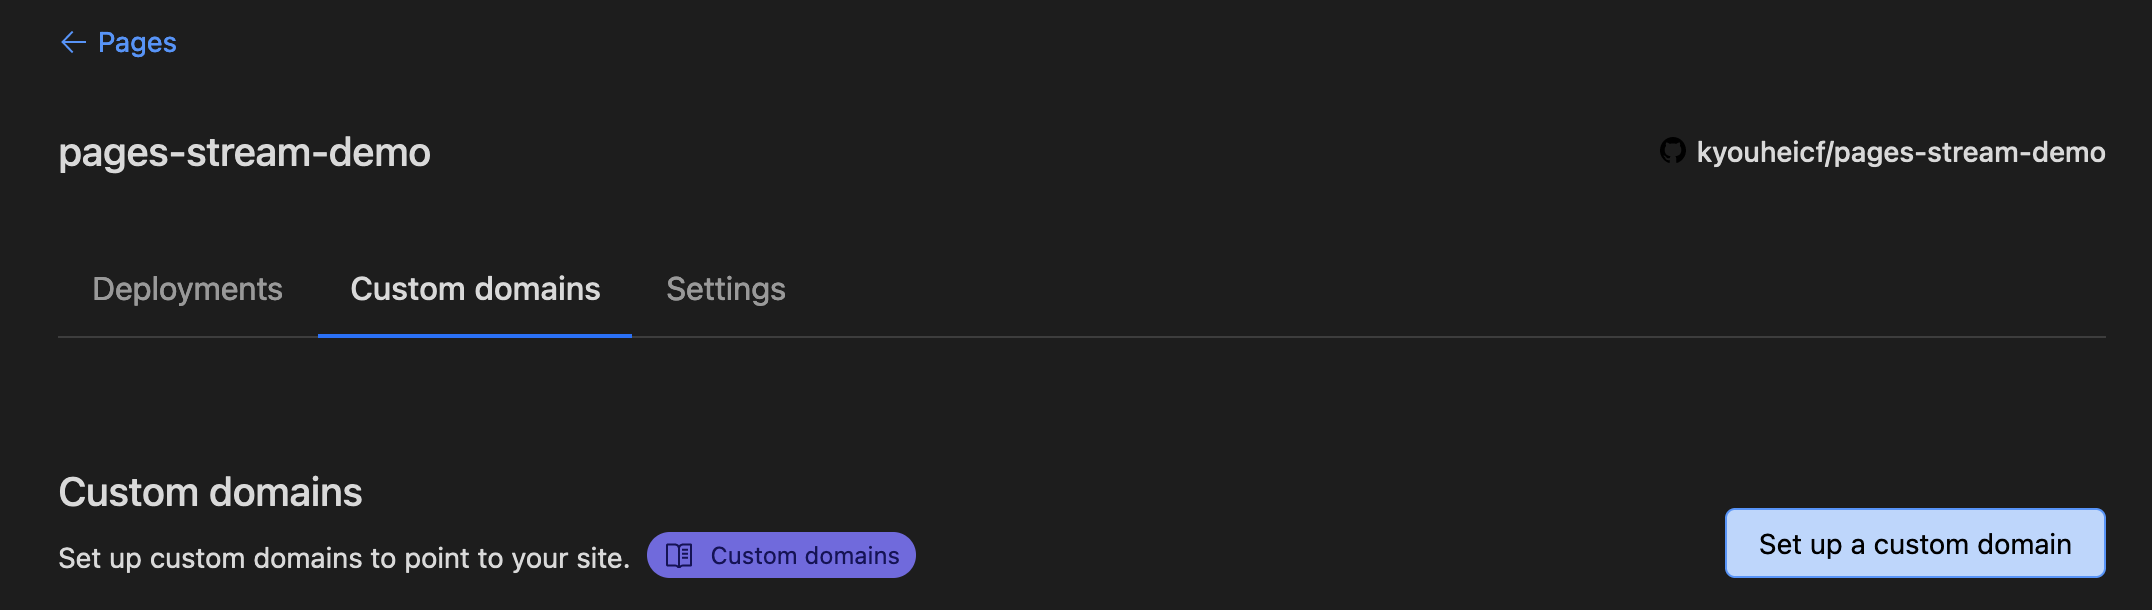 Pages
pages-stream-demo
kyouheicf/pages-stream-demo
Deployments Custom domains Settings
Custom domains
Set up custom domains to point to your site. Custom domains
Set up a custom domain